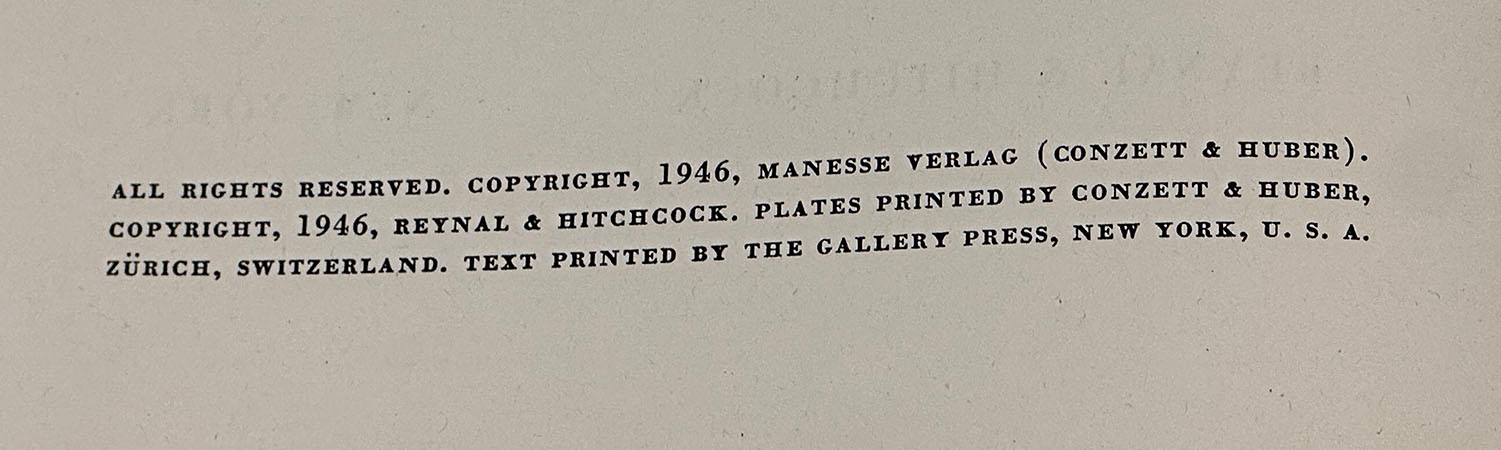 ALL RIGHTS RESERVED. COPYRIGHT, 1946, MANESSE VERLAG (CONZETT & HUBER).
COPYRIGHT, 1946, REYNAL & HITCHCOCK. PLATES PRINTED BY CONZETT & HUBER,
ZÜRICH, SWITZERLAND. TEXT PRINTED BY THE GALLERY PRESS, NEW YORK, U. S. A.